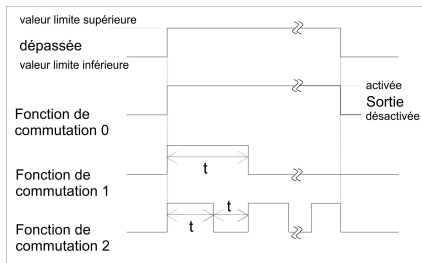 valeur limite supérieure
dépassée
valeur limite inférieure
activée
Sortie
désactivée
Fonction de
commutation 0
t
Fonction de
commutation 1
t
t
Fonction de
commutation 2